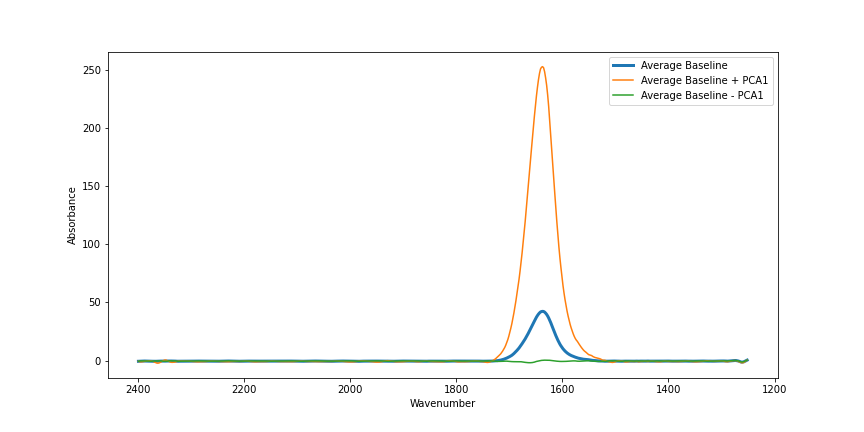 Average Baseline
Average Baseline + PCA1
Average Baseline - PCA1
Absorbance
250
200
150
100
50
0
2400 2200 2000 1800 1600 1400 1200
Wavenumber